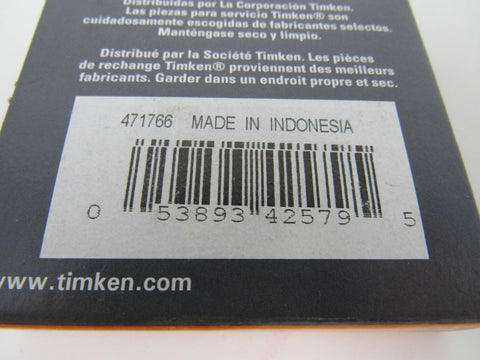 Distribuidas por La Corporación Timken.
Las piezas para servicio Timken® son
cuidadosamente escogidas de fabricantes selectos.
Manténgase seco y limpio.
Distribué par la Société Timken. Les pièces
de rechange Timken® proviennent des meilleurs
fabricants. Garder dans un endroit propre et sec.
471766 MADE IN INDONESIA
0 53893 42579 5
www.timken.com